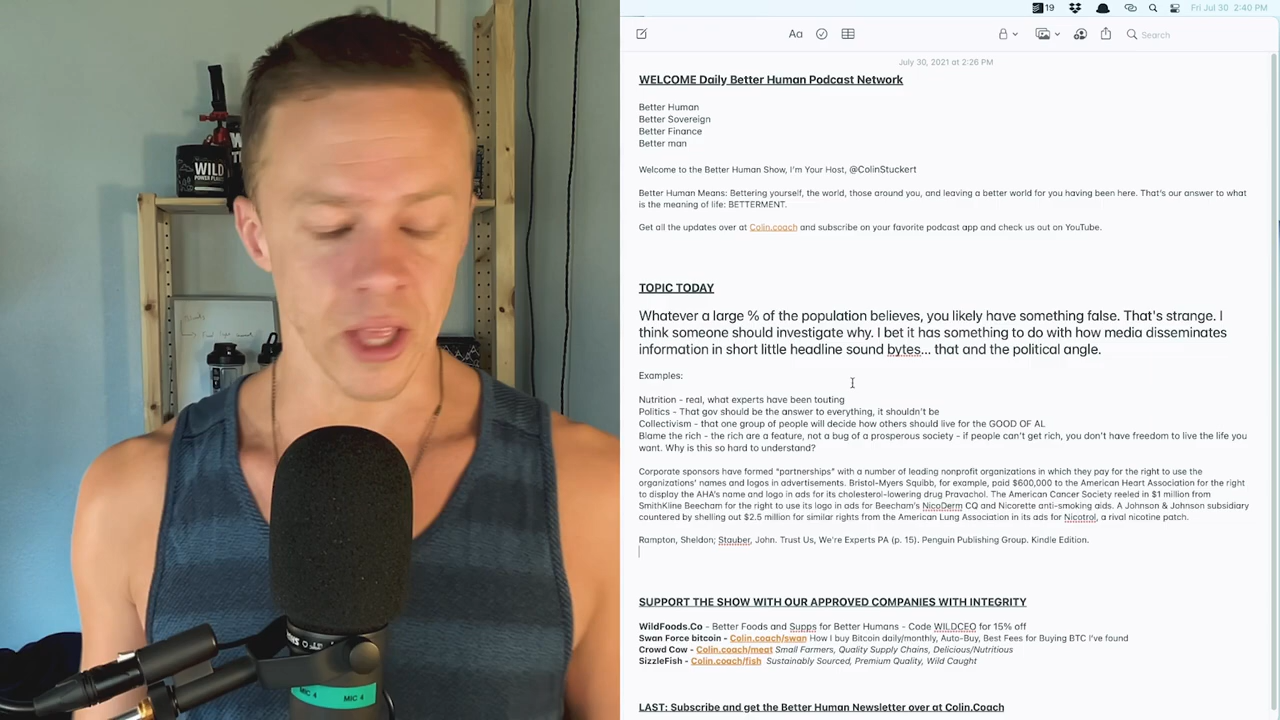 19
Fri Jul 30 2:40 PM
Aa
Search
July 30, 2021 at 2:26 PM
WELCOME Daily Better Human Podcast Network
Better Human
Better Sovereign
Better Finance
Better man
Welcome to the Better Human Show, I'm Your Host, @ColinStuckert
Better Human Means: Bettering yourself, the world, those around you, and leaving a better world for you having been here. That's our answer to what
is the meaning of life: BETTERMENT.
Get all the updates over at Colin.coach and subscribe on your favorite podcast app and check us out on YouTube.
TOPIC TODAY
Whatever a large % of the population believes, you likely have something false. That's strange. I
think someone should investigate why. I bet it has something to do with how media disseminates
information in short little headline sound bytes... that and the political angle.
Examples:
Nutrition - real, what experts have been touting
Politics - That gov should be the answer to everything, it shouldn't be
Collectivism - that one group of people will decide how others should live for the GOOD OF AL
Blame the rich - the rich are a feature, not a bug of a prosperous society - if people can't get rich, you don't have freedom to live the life you
want. Why is this so hard to understand?
Corporate sponsors have formed "partnerships" with a number of leading nonprofit organizations in which they pay for the right to use the
organizations' names and logos in advertisements. Bristol-Myers Squibb, for example, paid $600,000 to the American Heart Association for the right
to display the AHA's name and logo in ads for its cholesterol-lowering drug Pravachol. The American Cancer Society reeled in $1 million from
SmithKline Beecham for the right to use its logo in ads for Beecham's NicoDerm CQ and Nicorette anti-smoking aids. A Johnson & Johnson subsidiary
countered by shelling out $2.5 million for similar rights from the American Lung Association in its ads for Nicotrol, a rival nicotine patch.
Rampton, Sheldon; Stauber, John. Trust Us, We're Experts PA (p. 15). Penguin Publishing Group. Kindle Edition.
SUPPORT THE SHOW WITH OUR APPROVED COMPANIES WITH INTEGRITY
WildFoods.Co - Better Foods and Supps for Better Humans - Code WILDCEO for 15% off
Swan Force bitcoin - Colin.coach/swan How I buy Bitcoin daily/monthly, Auto-Buy, Best Fees for Buying BTC I've found
Crowd Cow - Colin.coach/meat Small Farmers, Quality Supply Chains, Delicious/Nutritious
SizzleFish - Colin.coach/fish Sustainably Sourced, Premium Quality, Wild Caught
LAST: Subscribe and get the Better Human Newsletter over at Colin.Coach
WILD
MIC 4
MIC 4